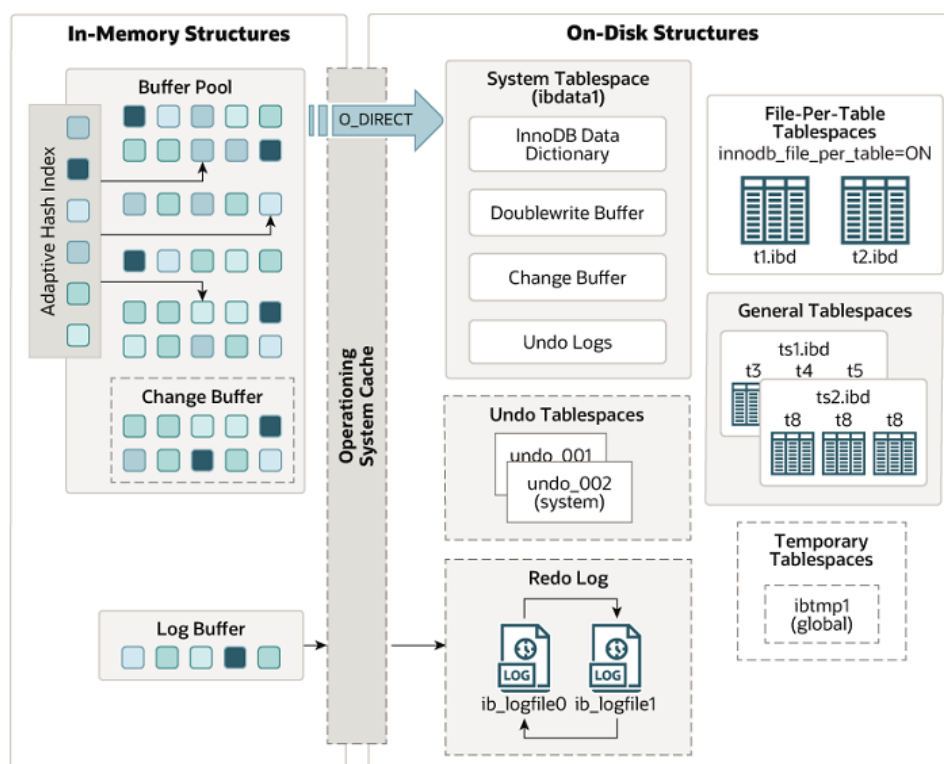 In-Memory Structures
Buffer Pool
Adaptive Hash Index
Change Buffer
Log Buffer
Operationing
System Cache
O_DIRECT
On-Disk Structures
System Tablespace
(ibdata1)
InnoDB Data
Dictionary
Doublewrite Buffer
Change Buffer
Undo Logs
Undo Tablespaces
undo_001
undo_002
(system)
Redo Log
LOG
LOG
ib_logfile0
ib_logfile1
File-Per-Table
Tablespaces
innodb_file_per_table=ON
t1.ibd
t2.ibd
General Tablespaces
ts1.ibd
t3 t4 t5
ts2.ibd
t8 t8 t8
Temporary
Tablespaces
ibtmp1
(global)